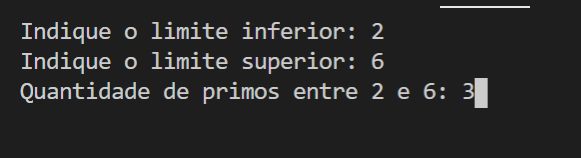 Indique o limite inferior: 2
Indique o limite superior: 6
Quantidade de primos entre 2 e 6: 3